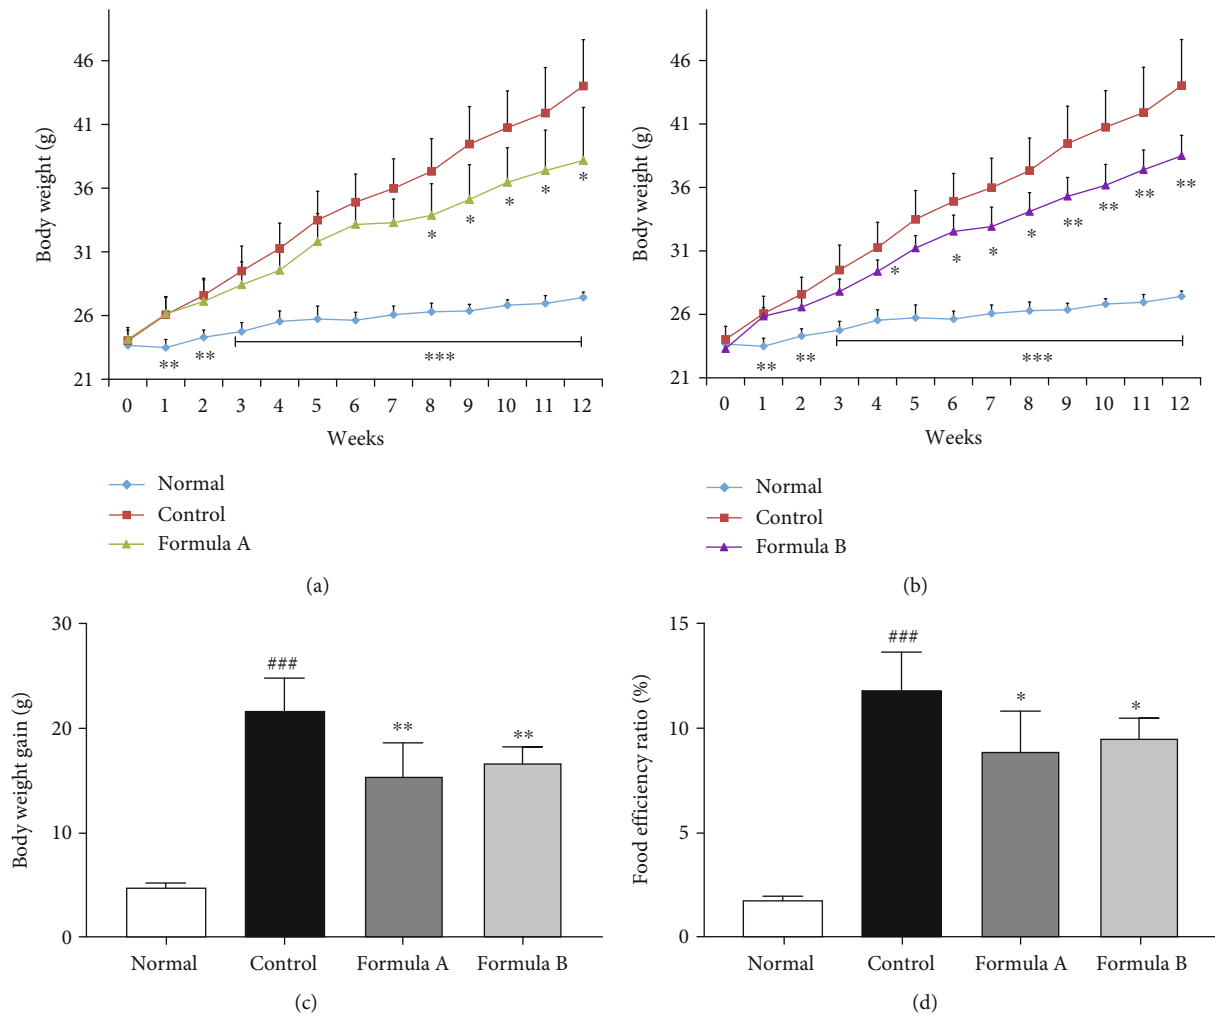 46
41
36
31
26
21
Body weight (g)
*
*
*
*
*
**
**
***
0 1 2 3 4 5 6 7 8 9 10 11 12
Weeks
Normal
Control
Formula A
(a)
46
41
36
31
26
21
Body weight (g)
*
*
*
*
**
**
**
**
**
**
***
0 1 2 3 4 5 6 7 8 9 10 11 12
Weeks
Normal
Control
Formula B
(b)
30
20
10
0
Body weight gain (g)
###
**
**
Normal Control Formula A Formula B
(c)
15
10
5
0
Food efficiency ratio (%)
###
*
*
Normal Control Formula A Formula B
(d)